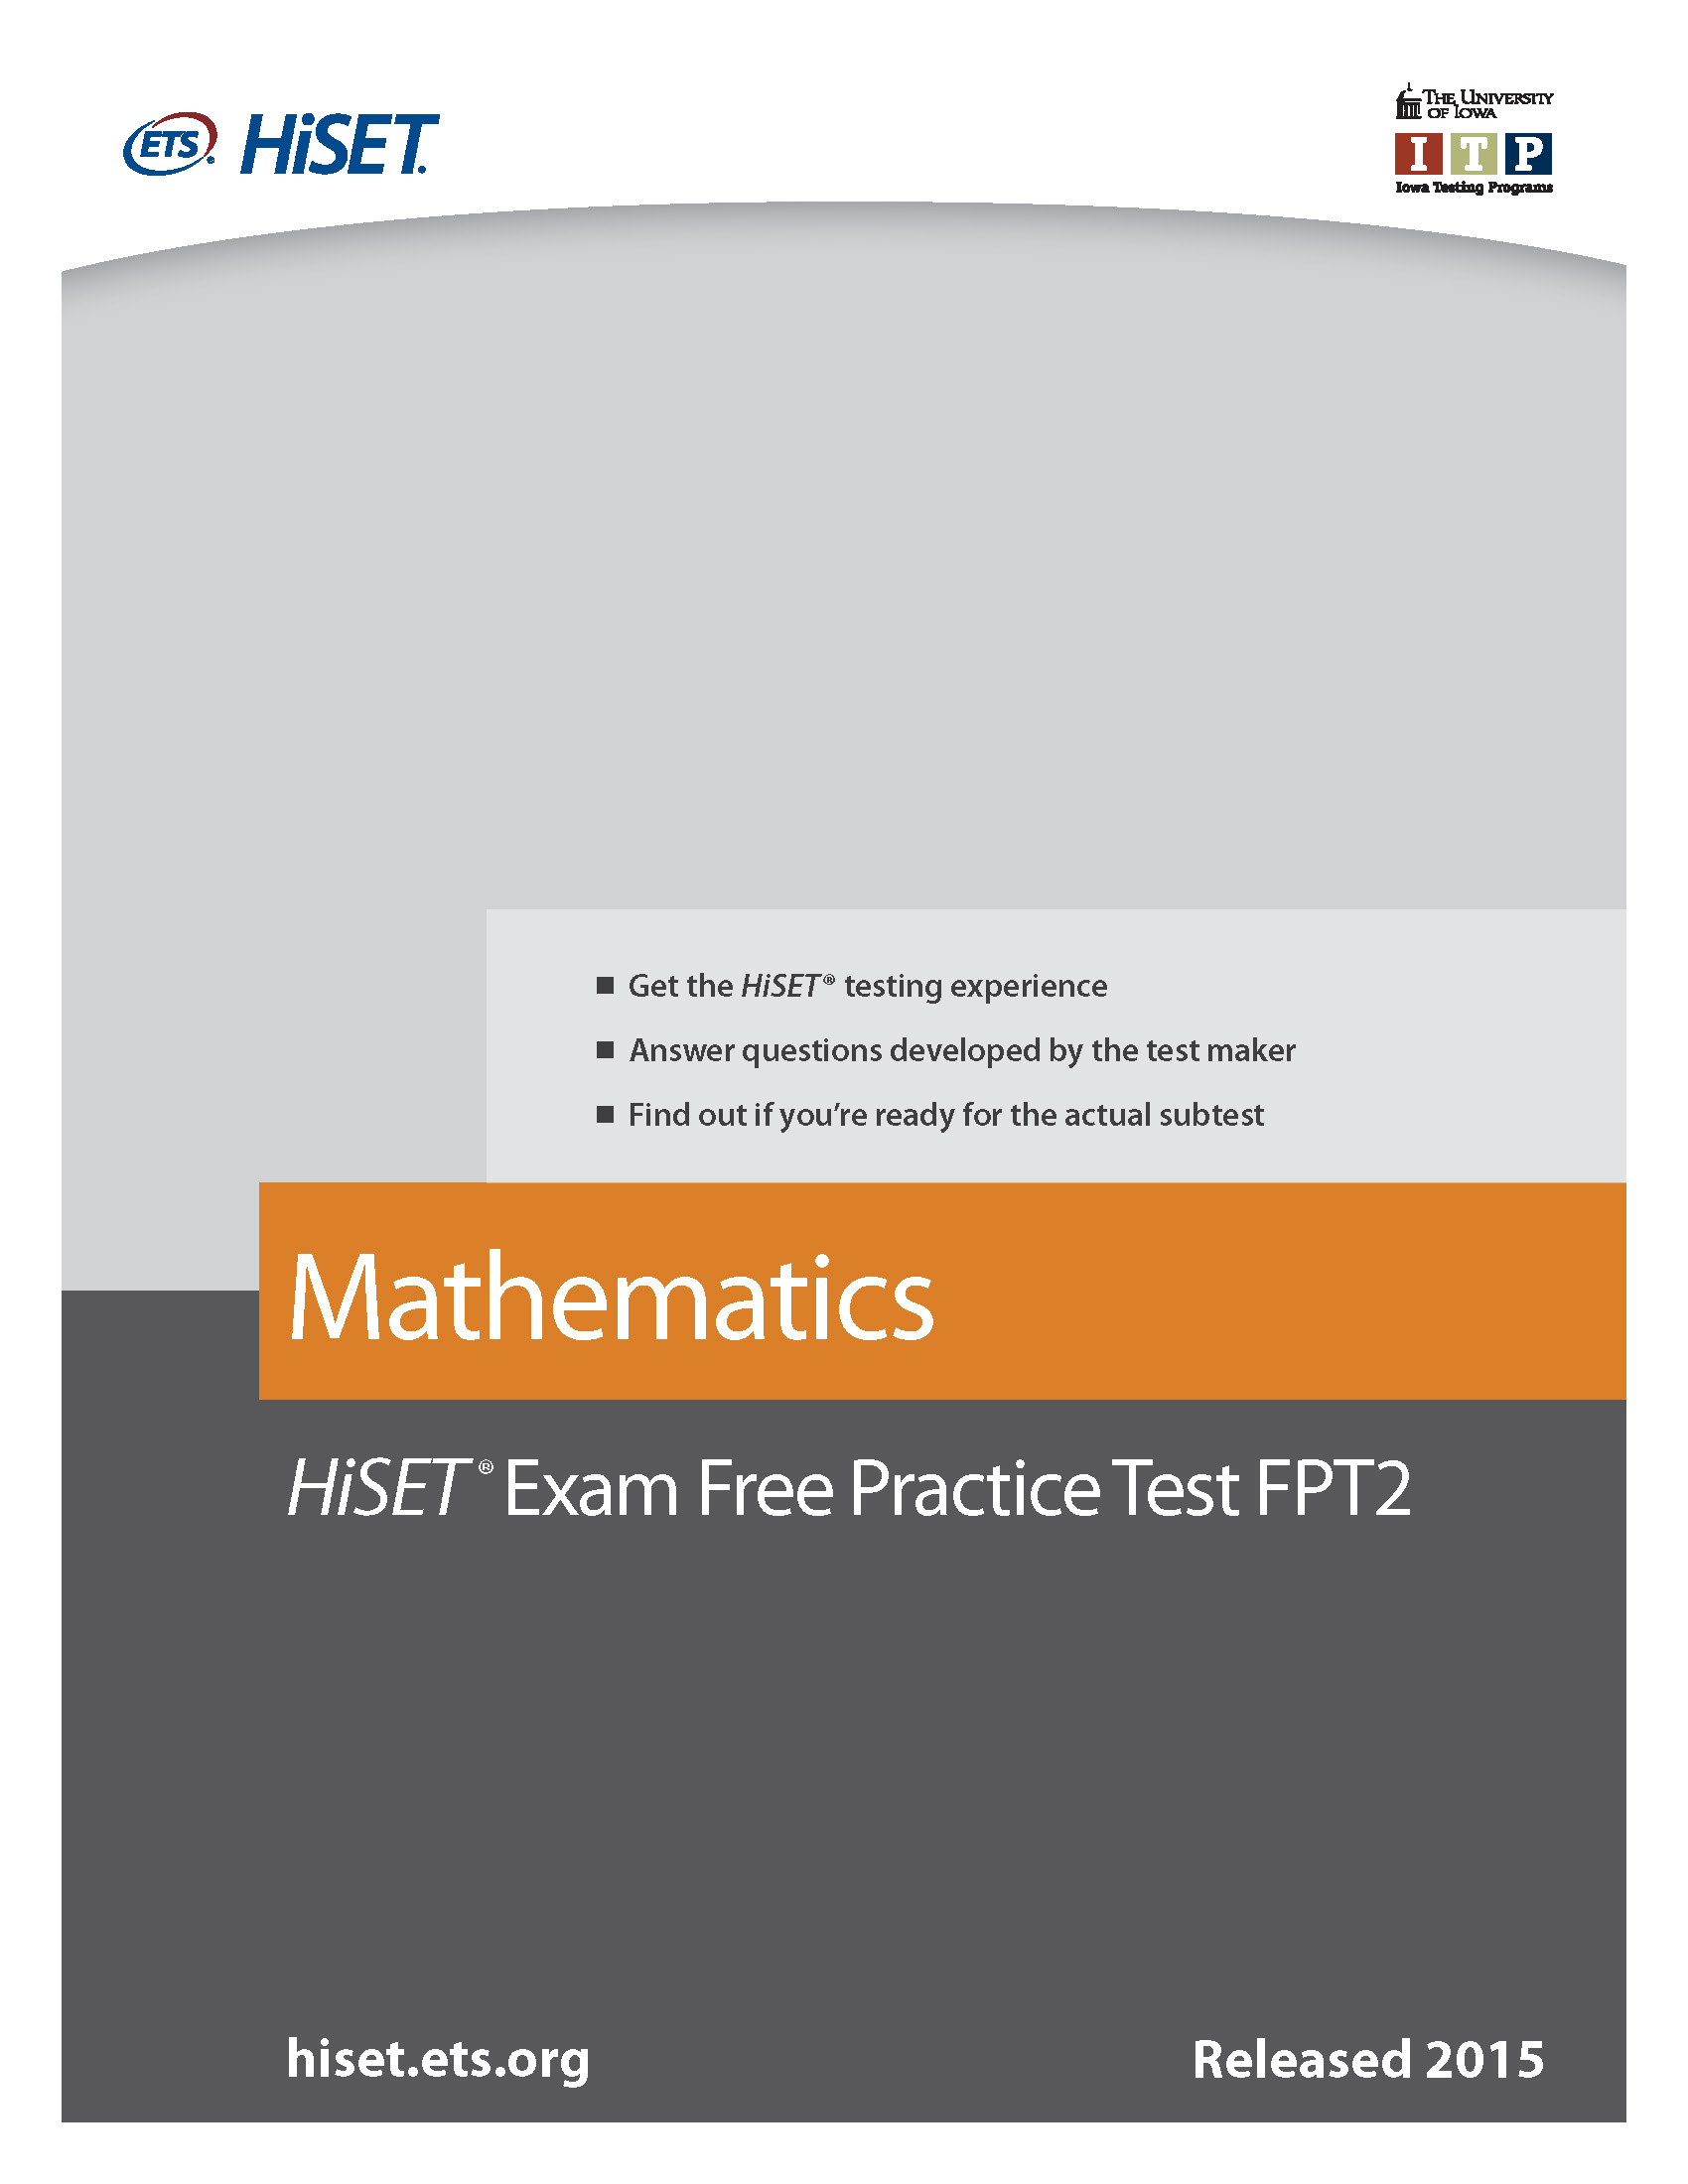 ETS® HiSET®
THE UNIVERSITY
OF IOWA
ITP
Iowa Testing Programs
■ Get the HiSET® testing experience
■ Answer questions developed by the test maker
■ Find out if you’re ready for the actual subtest
Mathematics
HiSET® Exam Free Practice Test FPT2
hiset.ets.org
Released 2015